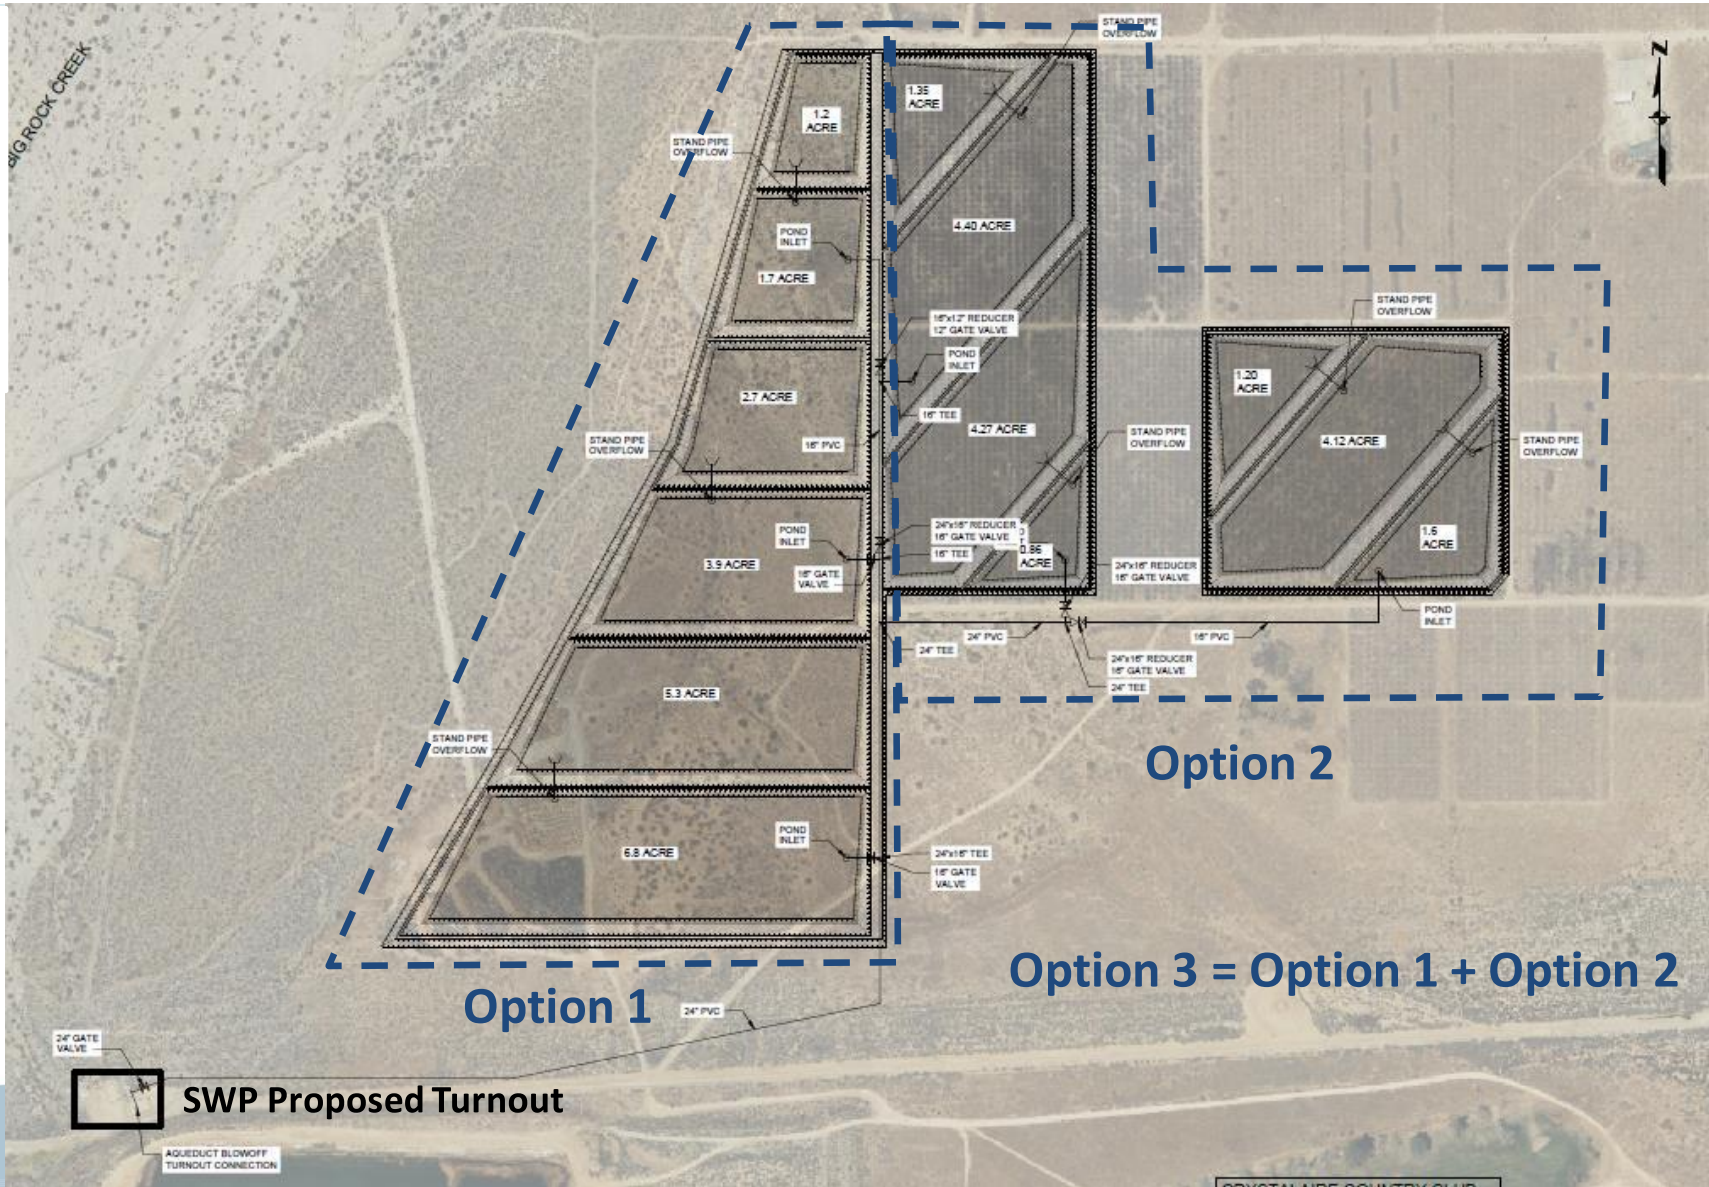 BIG ROCK CREEK
STAND PIPE
OVERFLOW
N
1.2
ACRE
1.35
ACRE
STAND PIPE
OVERFLOW
POND
INLET
4.40 ACRE
1.7 ACRE
STAND PIPE
OVERFLOW
16"x12" REDUCER
12" GATE VALVE
POND
INLET
1.20
ACRE
2.7 ACRE
16" TEE
4.27 ACRE
16" PVC
STAND PIPE
OVERFLOW
STAND PIPE
OVERFLOW
4.12 ACRE
STAND PIPE
OVERFLOW
POND
INLET
24"x16" REDUCER
16" GATE VALVE
16" TEE
0.86
ACRE
1.5
ACRE
3.9 ACRE
16" GATE
VALVE
24"x16" REDUCER
16" GATE VALVE
POND
INLET
24" PVC
16" PVC
24" TEE
24"x16" REDUCER
16" GATE VALVE
24" TEE
5.3 ACRE
STAND PIPE
OVERFLOW
Option 2
POND
INLET
6.8 ACRE
24"x16" TEE
16" GATE
VALVE
Option 3 = Option 1 + Option 2
Option 1
24" PVC
24" GATE
VALVE
SWP Proposed Turnout
AQUEDUCT BLOWOFF
TURNOUT CONNECTION
CRYSTALAIRE COUNTRY CLUB